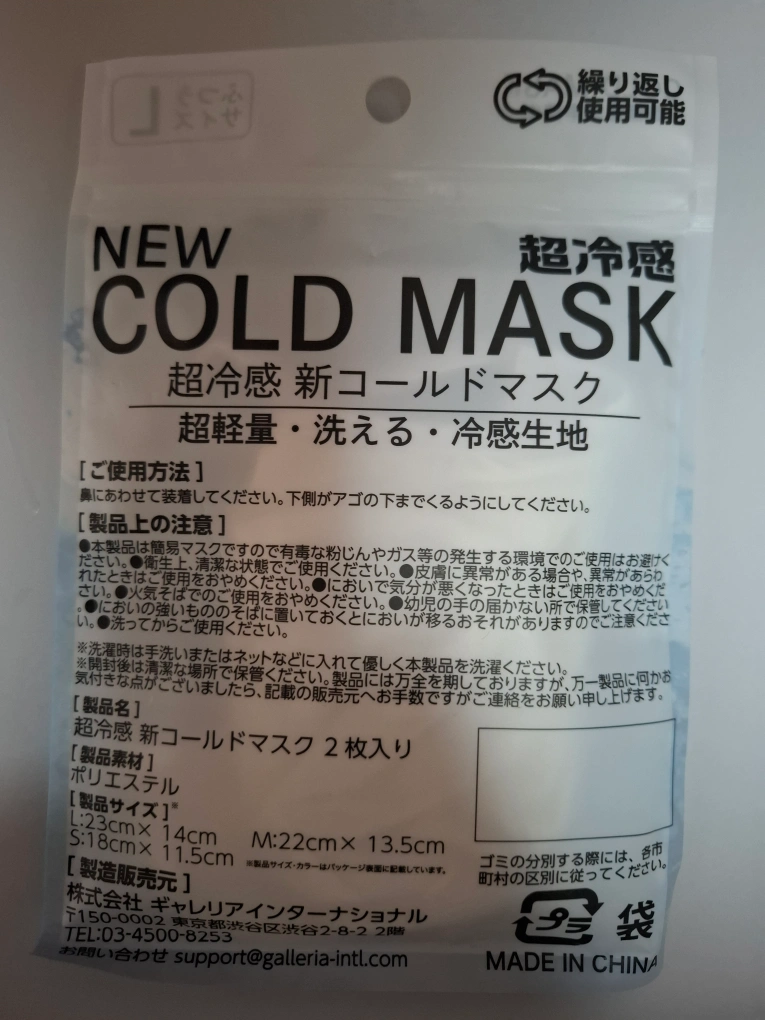 ふつう
サイズ
L
繰り返し
使用可能
NEW
超冷感
COLD MASK
超冷感 新コールドマスク
超軽量・洗える・冷感生地
[ご使用方法]
鼻にあわせて装着してください。下側がアゴの下までくるようにしてください。
[製品上の注意]
●本製品は簡易マスクですので有毒な粉じんやガス等の発生する環境でのご使用はお避けく
ださい。●衛生上、清潔な状態でご使用ください。●皮膚に異常がある場合や、異常があらわ
れたときはご使用をおやめください。●においで気分が悪くなったときはご使用をおやめくだ
さい。●火気そばでのご使用をおやめください。●幼児の手の届かない所で保管してください
。●においの強いもののそばに置いておくとにおいが移るおそれがありますのでご注意くださ
い。●洗ってからご使用ください。
※洗濯時は手洗いまたはネットなどに入れて優しく本製品を洗濯ください。
※開封後は清潔な場所で保管ください。製品には万全を期しておりますが、万一製品に何かお
気付きな点がございましたら、記載の販売元へお手数ですがご連絡をお願い申し上げます。
[製品名]
超冷感 新コールドマスク 2枚入り
[製品素材]
ポリエステル
[製品サイズ]※
L:23cm× 14cm M:22cm× 13.5cm
S:18cm× 11.5cm ※製品サイズ・カラーはパッケージ表面に記載しています。
[製造販売元]
株式会社 ギャレリアインターナショナル
〒150-0002 東京都渋谷区渋谷2-8-2 2階
TEL:03-4500-8253
お問い合わせ support@galleria-intl.com
ゴミの分別する際には、各市
町村の区別に従ってください。
プラ 袋
MADE IN CHINA